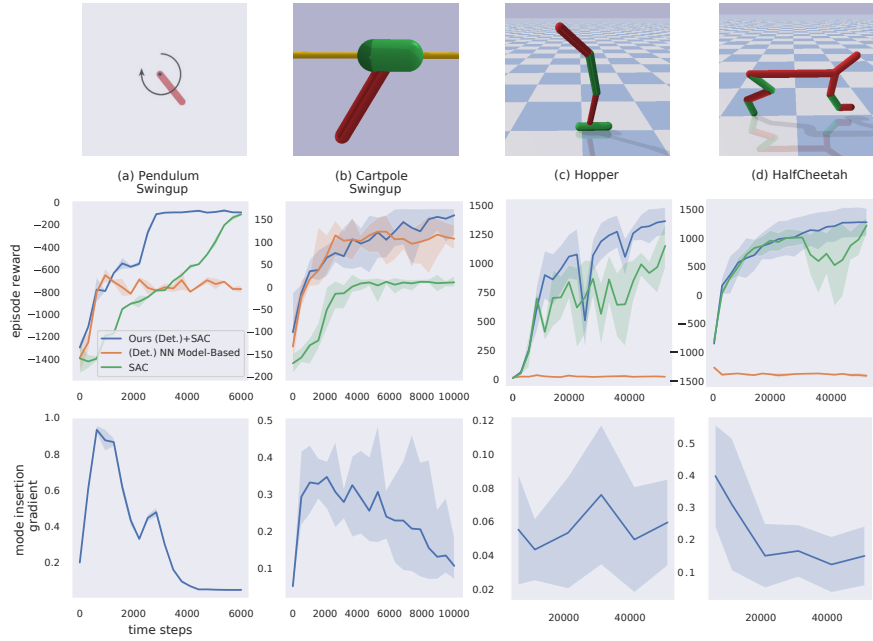 (a) Pendulum
Swingup
(b) Cartpole
Swingup
(c) Hopper
(d) HalfCheetah
episode reward
0
−200
−400
−600
−800
−1000
−1200
−1400
0 2000 4000 6000
Ours (Det.)+SAC
(Det.) NN Model-Based
SAC
150
100
50
0
−50
−100
−150
−200
0 2000 4000 6000 8000 10000
1500
1250
1000
750
500
250
0
0 20000 40000
1500
1000
500
0
−500
−1000
−1500
0 20000 40000
mode insertion
gradient
1.0
0.8
0.6
0.4
0.2
0 2000 4000 6000
time steps
0.5
0.4
0.3
0.2
0.1
0 2000 4000 6000 8000 10000
0.12
0.10
0.08
0.06
0.04
0.02
20000 40000
0.5
0.4
0.3
0.2
0.1
20000 40000